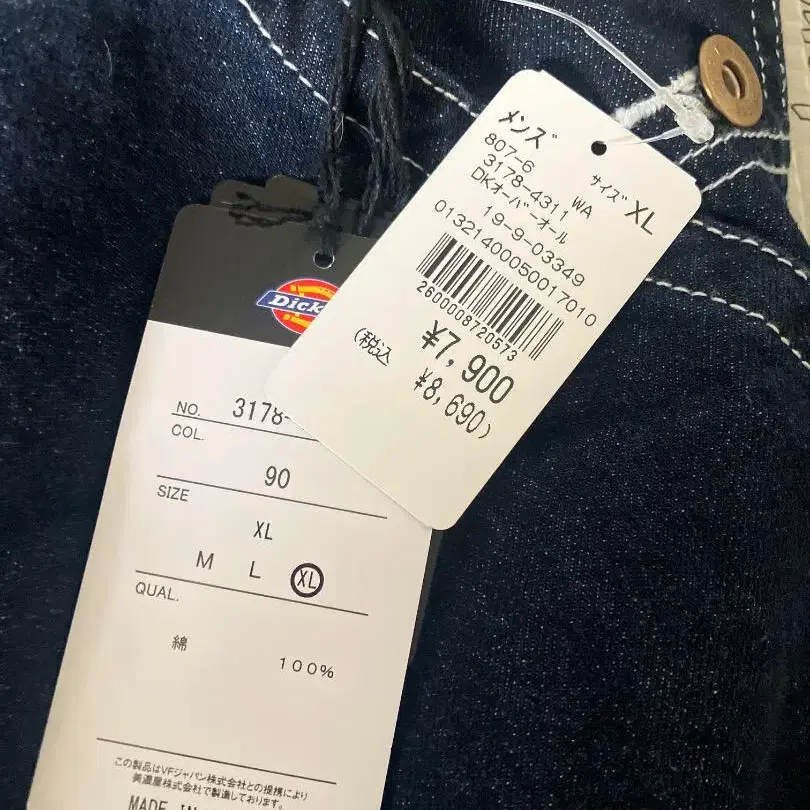 メンズ サイズ XL
807-6
3178-4311 WA
DKオーバーオール
19-9-03349
01321400050017010
2600008720573
¥7,900
(税込 ¥8,690)
NO. 3178-
COL. 90
SIZE
XL
M L XL
QUAL.
綿 100%
この製品はVFジャパン株式会社との提携により
美濃屋株式会社で製造しております。
MADE IN